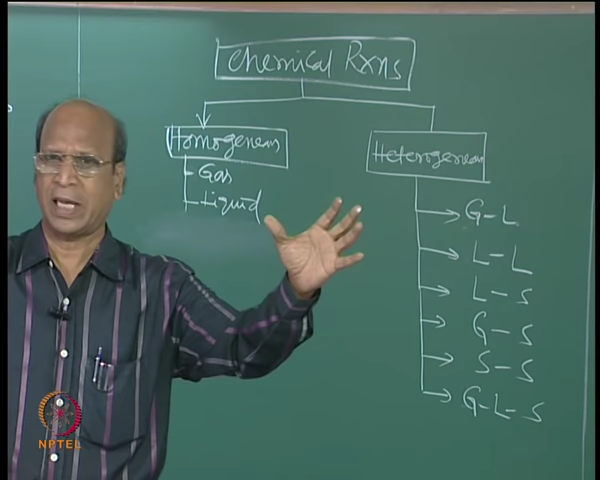 Chemical Rxns
Homogeneous
Gas
Liquid
Heterogeneous
G-L
L-L
L-S
G-S
S-S
G-L-S
NPTEL